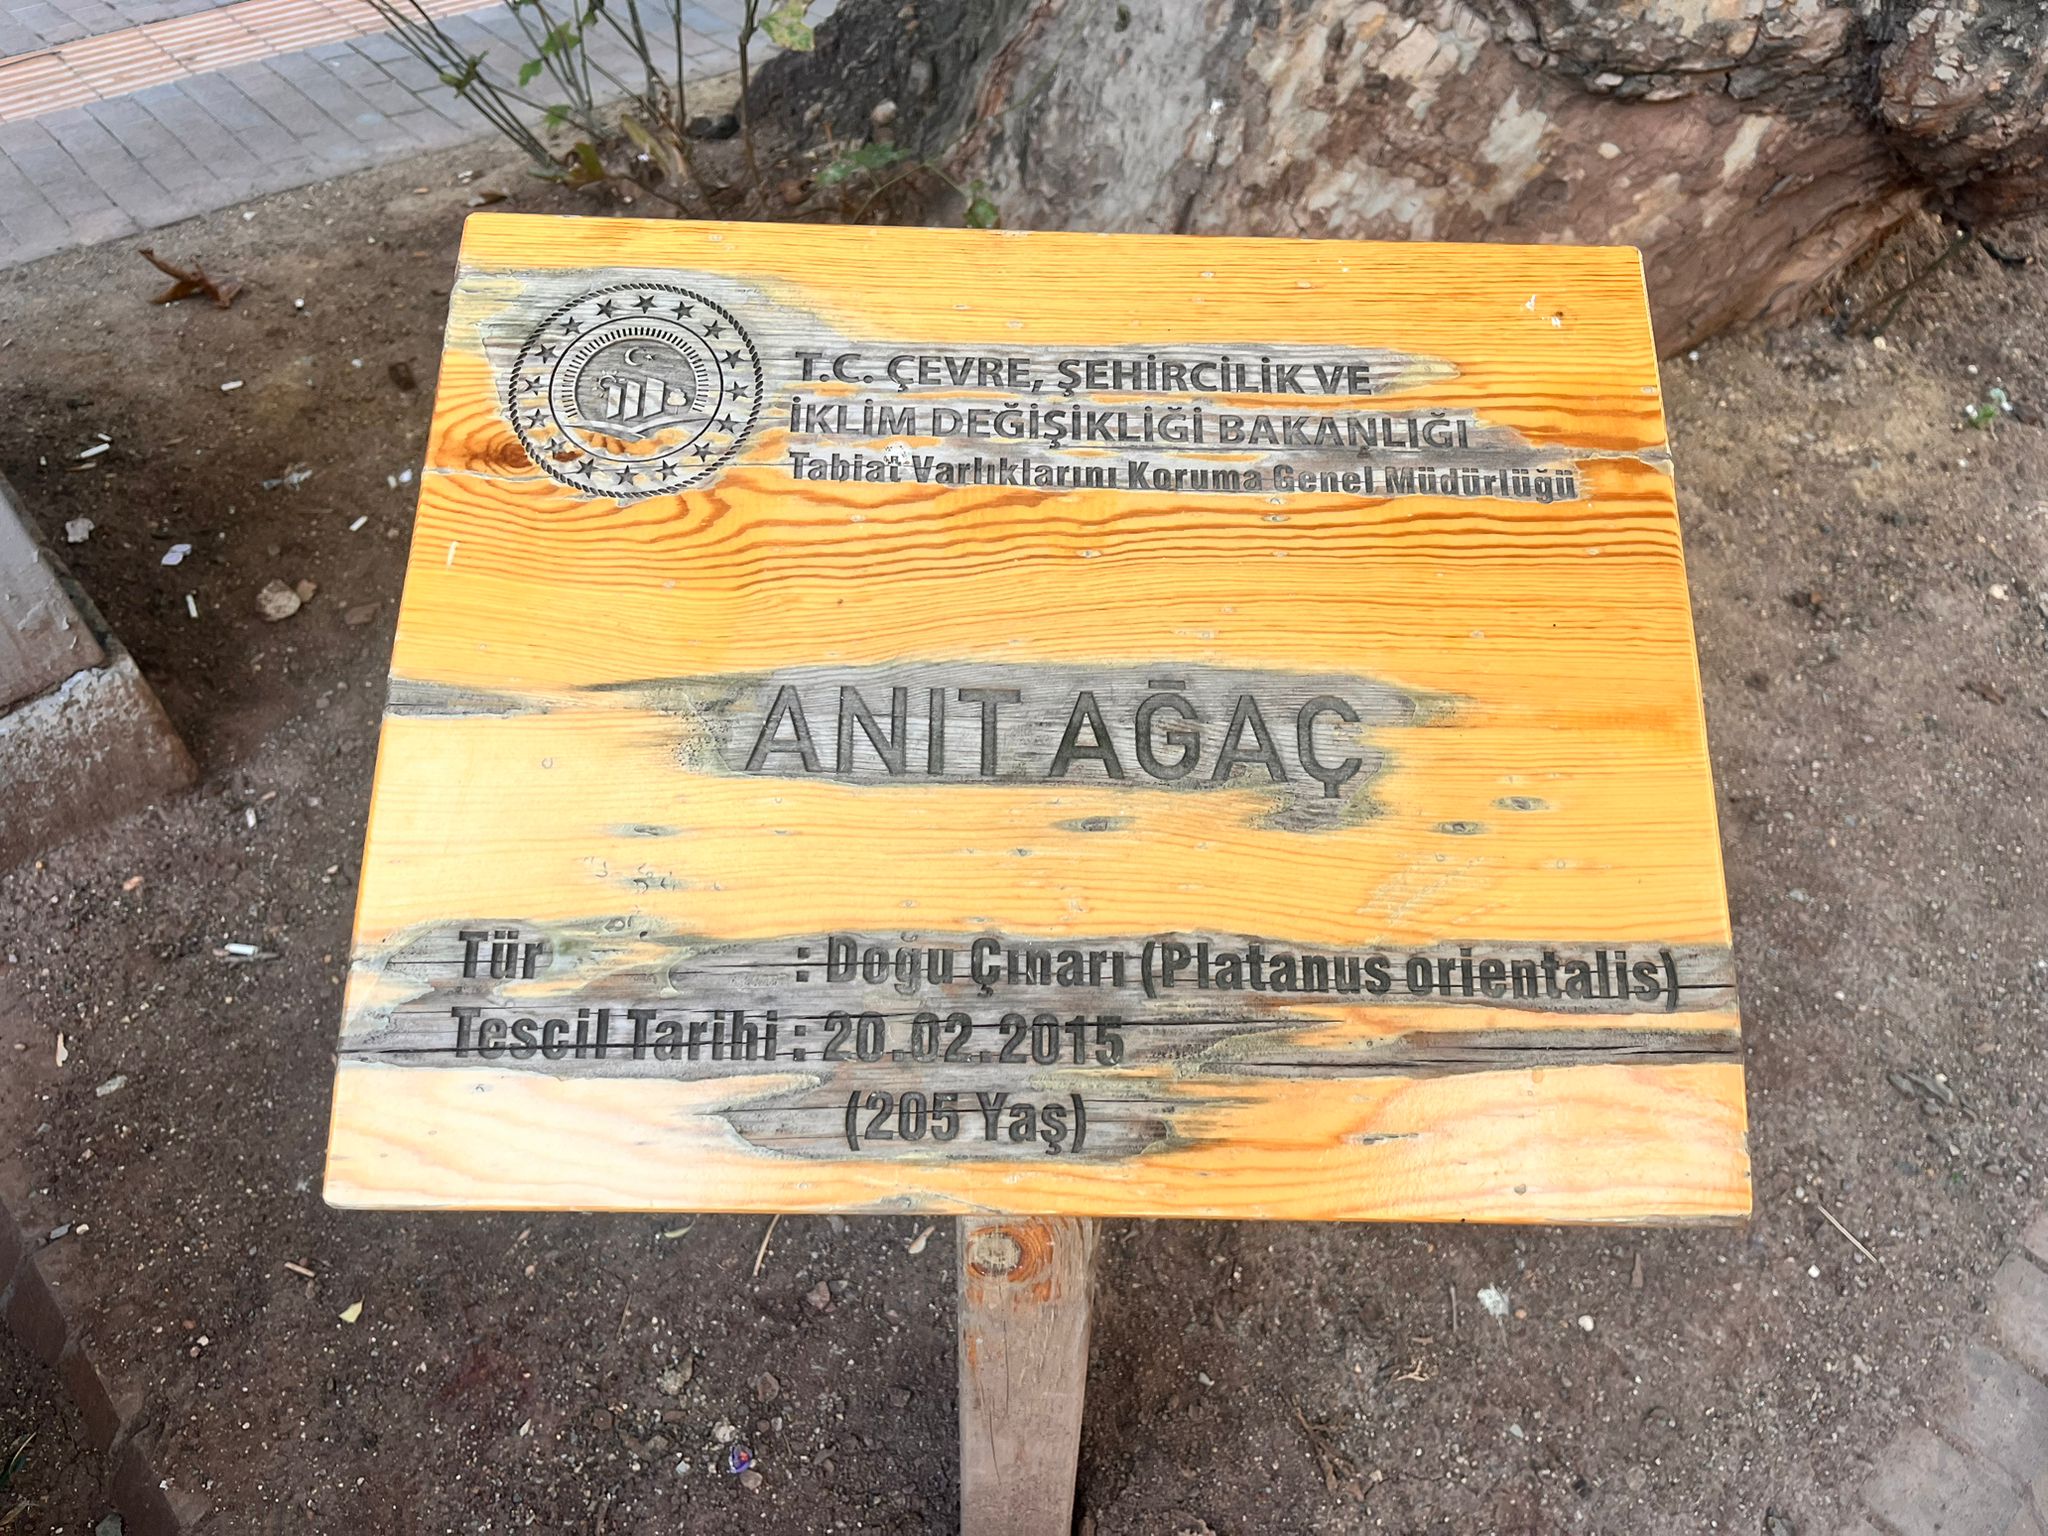 T.C. ÇEVRE, ŞEHİRCİLİK VE
İKLİM DEĞİŞİKLİĞİ BAKANLIĞI
Tabiat Varlıklarını Koruma Genel Müdürlüğü
ANIT AĞAÇ
Tür : Doğu Çınarı (Platanus orientalis)
Tescil Tarihi : 20.02.2015
(205 Yaş)